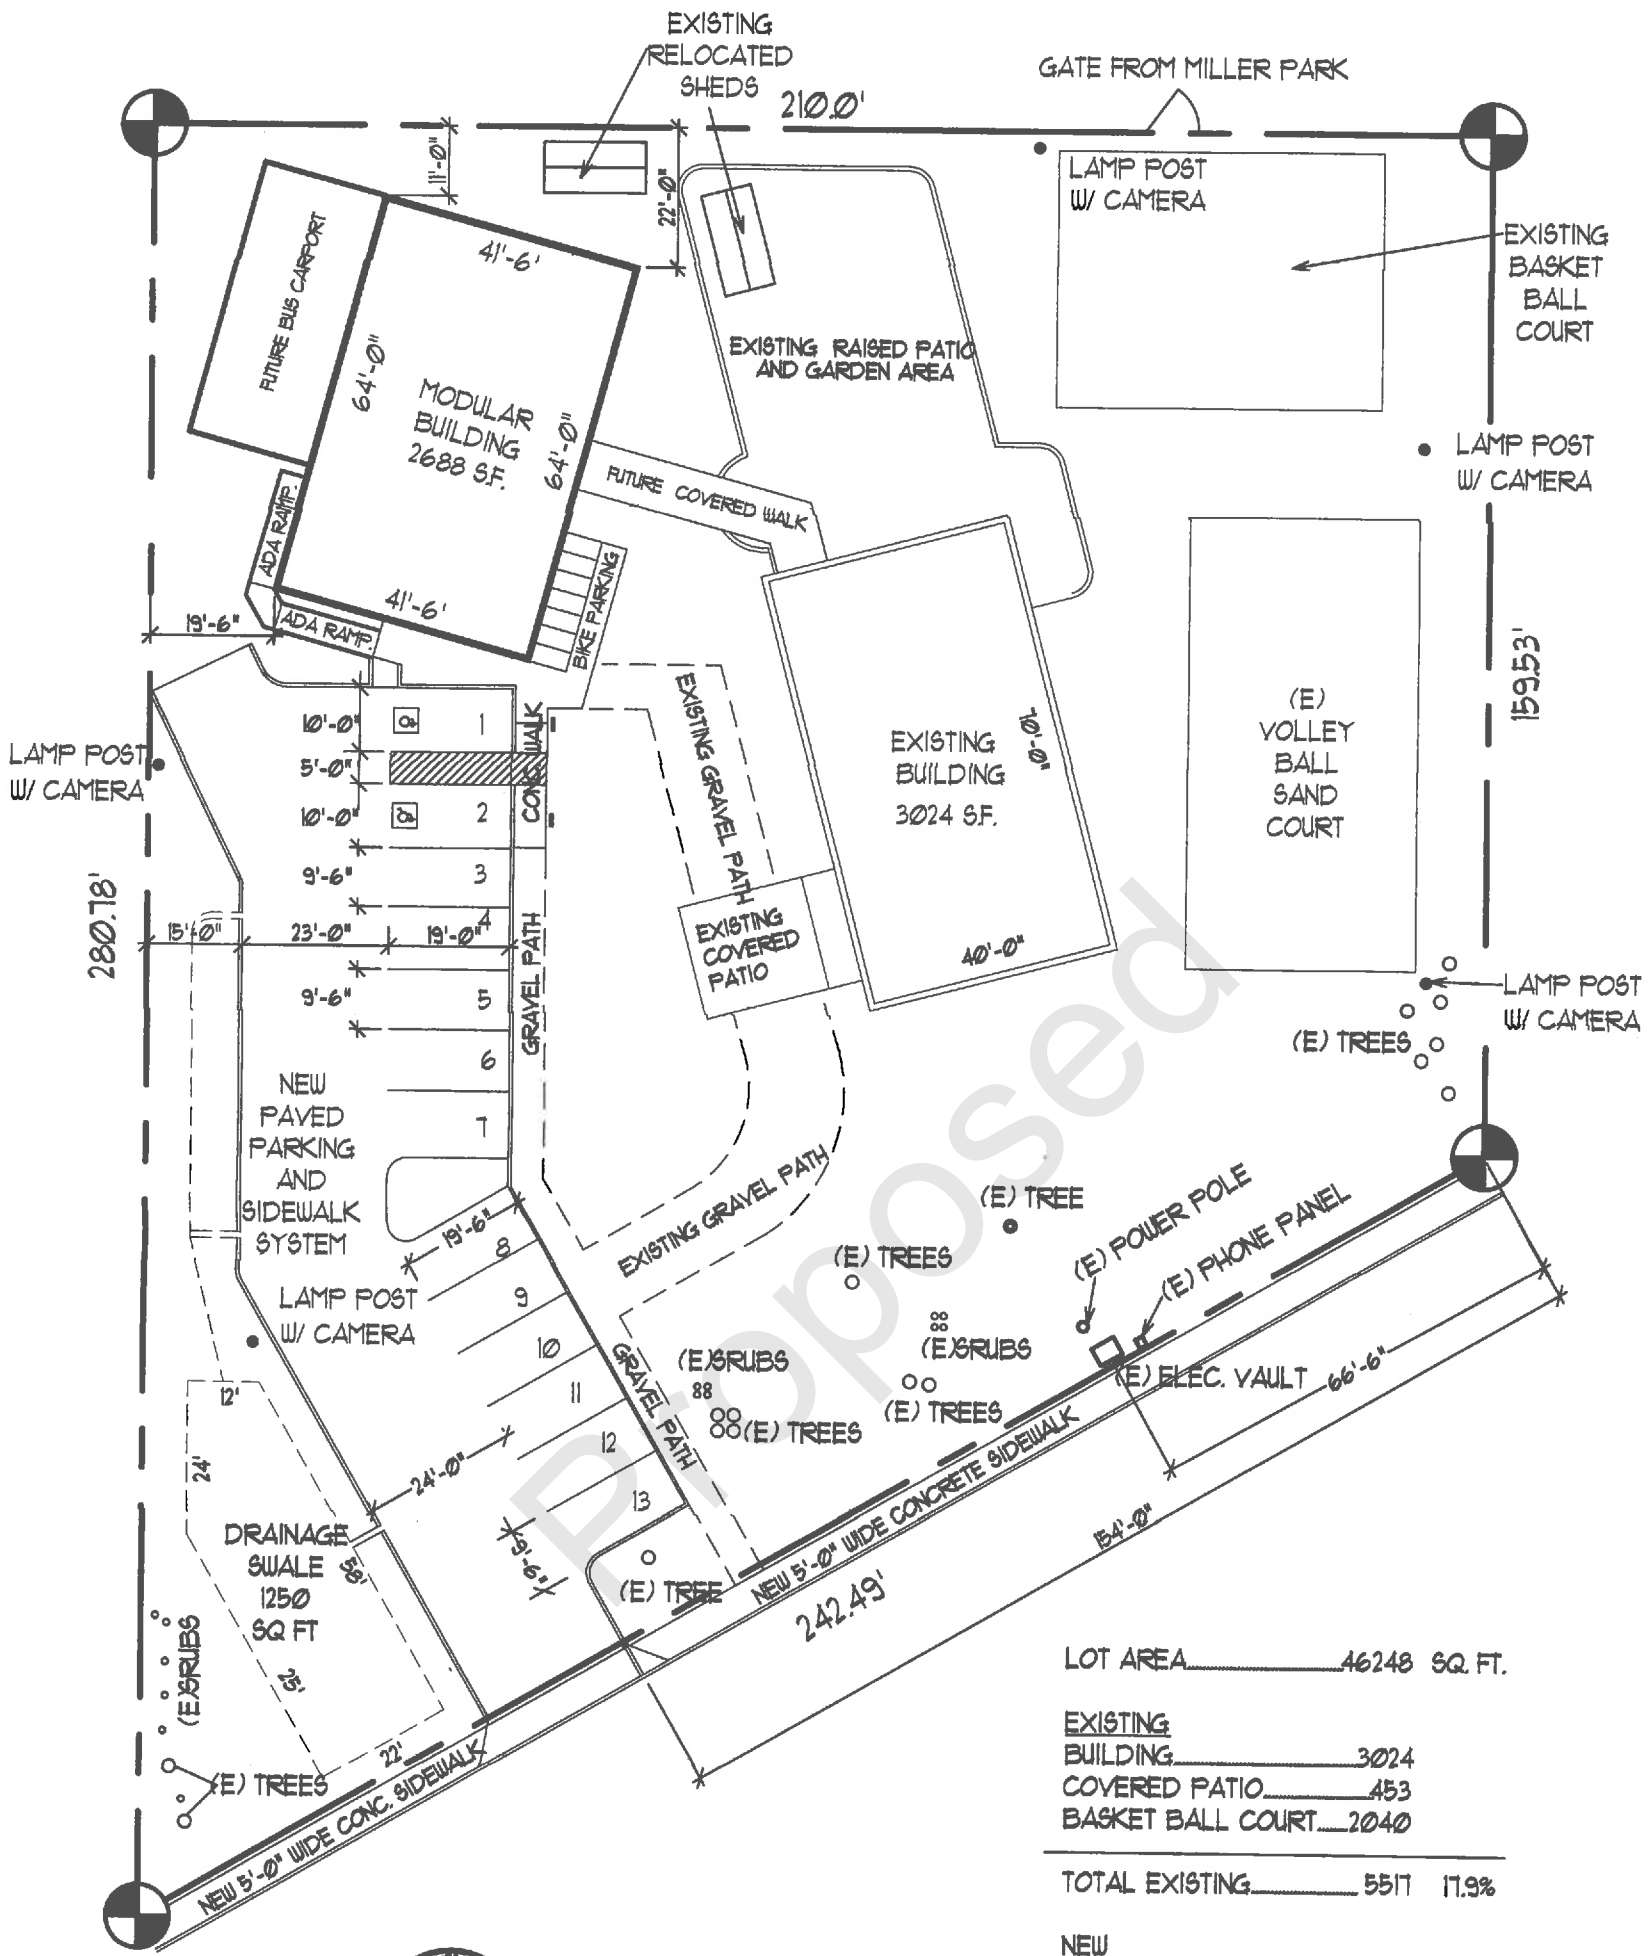 EXISTING
RELOCATED
SHEDS
GATE FROM MILLER PARK
210.0'
11'-0"
22'-0"
LAMP POST
W/ CAMERA
EXISTING
BASKET
BALL
COURT
FUTURE BUS CARPORT
41'-6'
64'-0"
MODULAR
BUILDING
2688 S.F.
64'-0"
41'-6'
EXISTING RAISED PATIO
AND GARDEN AREA
LAMP POST
W/ CAMERA
FUTURE COVERED WALK
ADA RAMP.
ADA RAMP.
BIKE PARKING
19'-6"
159.53'
(E)
VOLLEY
BALL
SAND
COURT
EXISTING
BUILDING
3024 S.F.
70'-0"
40'-0"
EXISTING GRAVEL PATH
EXISTING
COVERED
PATIO
LAMP POST
W/ CAMERA
10'-0"
5'-0"
10'-0"
9'-6"
1
2
3
4
5
6
7
CONC. WALK
280.78'
15'-0"
23'-0"
19'-0"
9'-6"
GRAVEL PATH
LAMP POST
W/ CAMERA
(E) TREES
NEW
PAVED
PARKING
AND
SIDEWALK
SYSTEM
EXISTING GRAVEL PATH
19'-6"
8
9
10
11
12
13
LAMP POST
W/ CAMERA
GRAVEL PATH
(E) TREE
(E) TREES
(E) POWER POLE
(E) PHONE PANEL
(E)SRUBS
(E)SRUBS
(E) TREES
(E) TREES
(E) ELEC. VAULT
66'-6"
154'-0"
12'
24'
24'-0"
9'-6"
DRAINAGE
SWALE
1250
SQ FT
58'
25'
22'
(E)SRUBS
(E) TREES
(E) TREE
NEW 5'-0" WIDE CONCRETE SIDEWALK
242.49'
NEW 5'-0" WIDE CONC. SIDEWALK
Proposed
LOT AREA 46248 SQ. FT.
EXISTING
BUILDING 3024
COVERED PATIO 453
BASKET BALL COURT 2040
TOTAL EXISTING 5517 17.9%
NEW